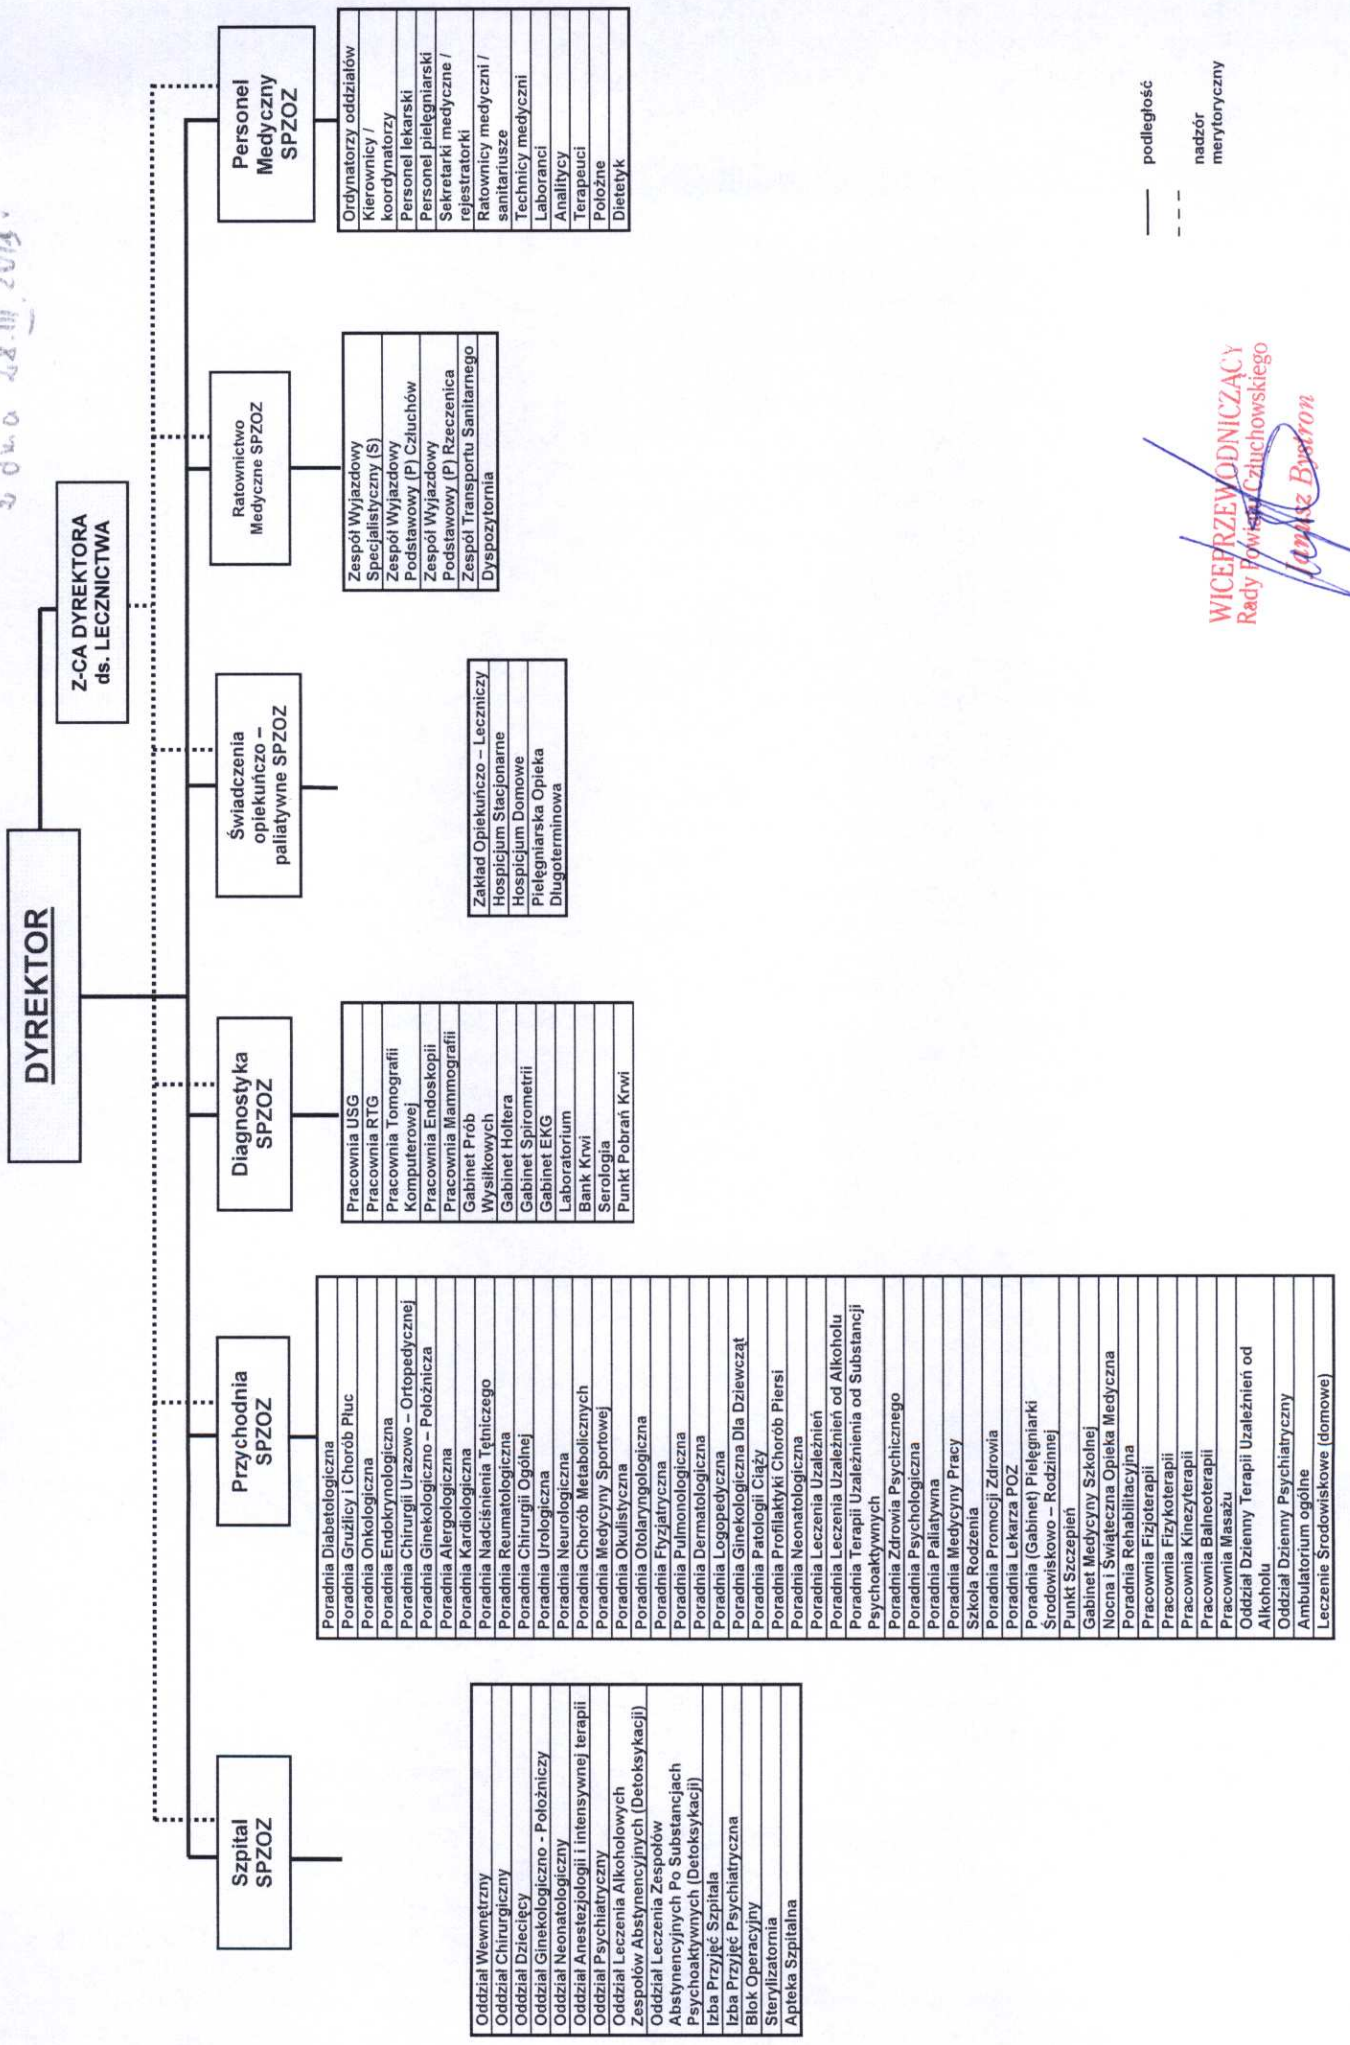 z dnia 28.III.2013.
DYREKTOR
Z-CA DYREKTORA
ds. LECZNICTWA
Szpital
SPZOZ
Przychodnia
SPZOZ
Diagnostyka
SPZOZ
Świadczenia
opiekuńczo –
paliatywne SPZOZ
Ratownictwo
Medyczne SPZOZ
Personel
Medyczny
SPZOZ
Oddział Wewnętrzny
Oddział Chirurgiczny
Oddział Dziecięcy
Oddział Ginekologiczno - Położniczy
Oddział Neonatologiczny
Oddział Anestezjologii i intensywnej terapii
Oddział Psychiatryczny
Oddział Leczenia Alkoholowych
Zespołów Abstynencyjnych (Detoksykacji)
Oddział Leczenia Zespołów
Abstynencyjnych Po Substancjach
Psychoaktywnych (Detoksykacji)
Izba Przyjęć Szpitala
Izba Przyjęć Psychiatryczna
Blok Operacyjny
Sterylizatornia
Apteka Szpitalna
Poradnia Diabetologiczna
Poradnia Gruźlicy i Chorób Płuc
Poradnia Onkologiczna
Poradnia Endokrynologiczna
Poradnia Chirurgii Urazowo – Ortopedycznej
Poradnia Ginekologiczno – Położnicza
Poradnia Alergologiczna
Poradnia Kardiologiczna
Poradnia Nadciśnienia Tętniczego
Poradnia Reumatologiczna
Poradnia Chirurgii Ogólnej
Poradnia Urologiczna
Poradnia Neurologiczna
Poradnia Chorób Metabolicznych
Poradnia Medycyny Sportowej
Poradnia Okulistyczna
Poradnia Otolaryngologiczna
Poradnia Ftyzjatryczna
Poradnia Pulmonologiczna
Poradnia Dermatologiczna
Poradnia Logopedyczna
Poradnia Ginekologiczna Dla Dziewcząt
Poradnia Patologii Ciąży
Poradnia Profilaktyki Chorób Piersi
Poradnia Neonatologiczna
Poradnia Leczenia Uzależnień
Poradnia Leczenia Uzależnień od Alkoholu
Poradnia Terapii Uzależnienia od Substancji
Psychoaktywnych
Poradnia Zdrowia Psychicznego
Poradnia Psychologiczna
Poradnia Paliatywna
Poradnia Medycyny Pracy
Szkoła Rodzenia
Poradnia Promocji Zdrowia
Poradnia Lekarza POZ
Poradnia (Gabinet) Pielęgniarki
Środowiskowo – Rodzinnej
Punkt Szczepień
Gabinet Medycyny Szkolnej
Nocna i Świąteczna Opieka Medyczna
Poradnia Rehabilitacyjna
Pracownia Fizjoterapii
Pracownia Fizykoterapii
Pracownia Kinezyterapii
Pracownia Balneoterapii
Pracownia Masażu
Oddział Dzienny Terapii Uzależnień od
Alkoholu
Oddział Dzienny Psychiatryczny
Ambulatorium ogólne
Leczenie Środowiskowe (domowe)
Pracownia USG
Pracownia RTG
Pracownia Tomografii
Komputerowej
Pracownia Endoskopii
Pracownia Mammografii
Gabinet Prób
Wysiłkowych
Gabinet Holtera
Gabinet Spirometrii
Gabinet EKG
Laboratorium
Bank Krwi
Serologia
Punkt Pobrań Krwi
Zakład Opiekuńczo – Leczniczy
Hospicjum Stacjonarne
Hospicjum Domowe
Pielęgniarska Opieka
Długoterminowa
Zespół Wyjazdowy
Specjalistyczny (S)
Zespół Wyjazdowy
Podstawowy (P) Człuchów
Zespół Wyjazdowy
Podstawowy (P) Rzeczenica
Zespół Transportu Sanitarnego
Dyspozytornia
Ordynatorzy oddziałów
Kierownicy /
koordynatorzy
Personel lekarski
Personel pielęgniarski
Sekretarki medyczne /
rejestratorki
Ratownicy medyczni /
sanitariusze
Technicy medyczni
Laboranci
Analitycy
Terapeuci
Położne
Dietetyk
podległość
nadzór
merytoryczny
WICEPRZEWODNICZĄCY
Rady Powiatu Człuchowskiego
Janusz Bystron